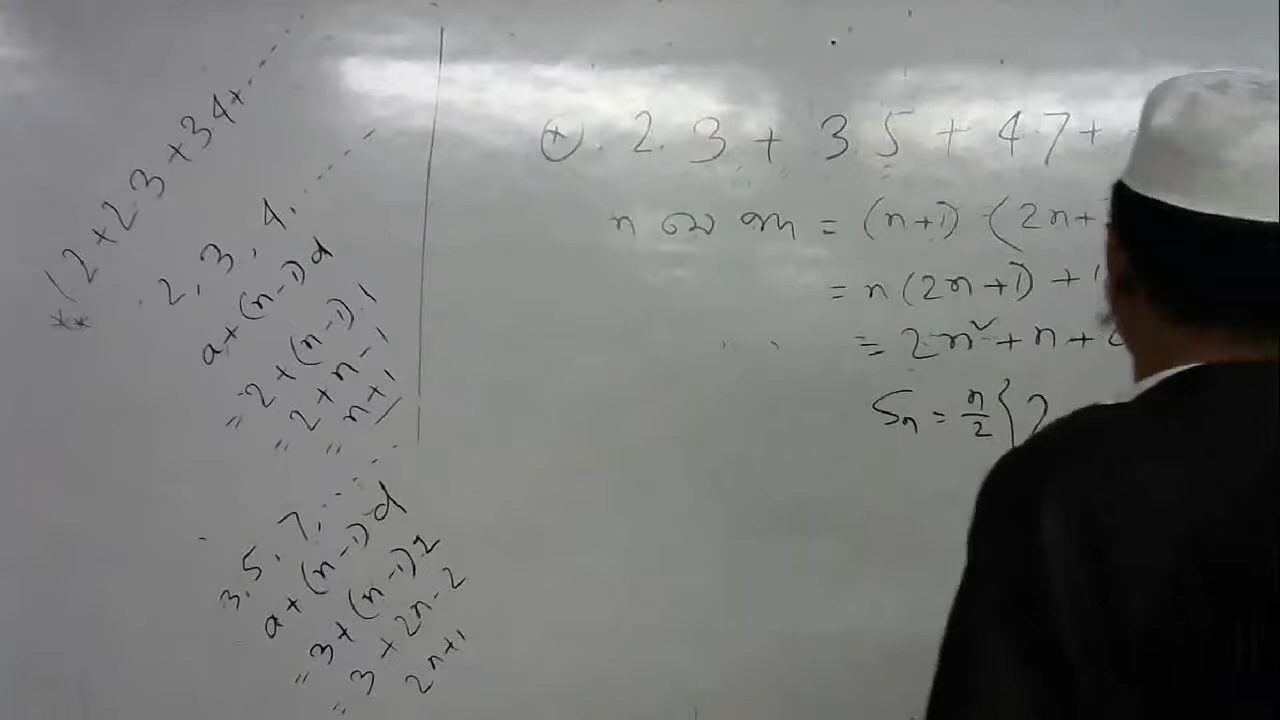 ** 1 2 + 2 3 + 3 4 + ------
2, 3, 4. ------
a + (n-1) d
= 2 + (n-1) . 1
= 2 + n - 1
= n+1
3, 5, 7, ------
a + (n-1) d
= 3 + (n-1) 2
= 3 + 2n - 2
2n+1
(*) . 2. 3 + 3 5 + 4 7 +
n = (n+1) (2n+
= n(2n+1) +
= 2n² + n +
Sn = n/2 { 2